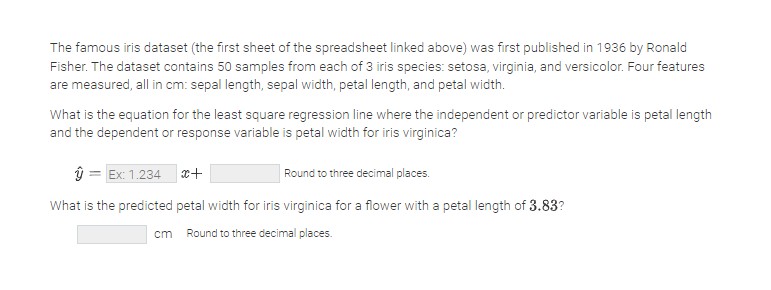 The famous iris dataset (the first sheet of the spreadsheet linked above) was first published in 1936 by Ronald
Fisher. The dataset contains 50 samples from each of 3 iris species: setosa, virginia, and versicolor. Four features
are measured, all in cm: sepal length, sepal width, petal length, and petal width.
What is the equation for the least square regression line where the independent or predictor variable is petal length
and the dependent or response variable is petal width for iris virginica?
ŷ = Ex: 1.234 x+ Round to three decimal places.
What is the predicted petal width for iris virginica for a flower with a petal length of 3.83?
cm Round to three decimal places.